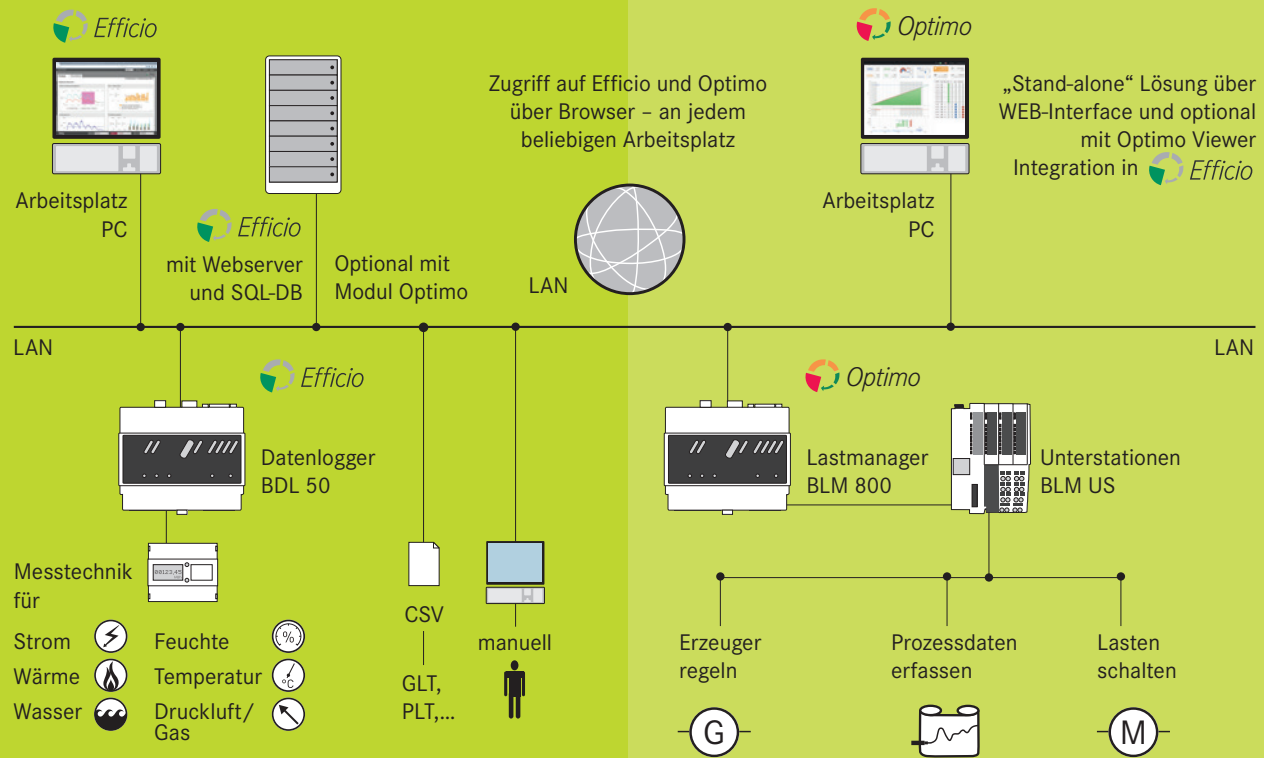 Efficio
Arbeitsplatz
PC
Efficio
mit Webserver
und SQL-DB
Optional mit
Modul Optimo
Zugriff auf Efficio und Optimo
über Browser – an jedem
beliebigen Arbeitsplatz
LAN
Optimo
Arbeitsplatz
PC
„Stand-alone“ Lösung über
WEB-Interface und optional
mit Optimo Viewer
Integration in Efficio
LAN
LAN
Efficio
Datenlogger
BDL 50
Messtechnik
für
00123,45
Strom
Wärme
Wasser
Feuchte
%
Temperatur
°C
Druckluft/
Gas
CSV
GLT,
PLT,...
manuell
Optimo
Lastmanager
BLM 800
Unterstationen
BLM US
Erzeuger
regeln
G
Prozessdaten
erfassen
Lasten
schalten
M